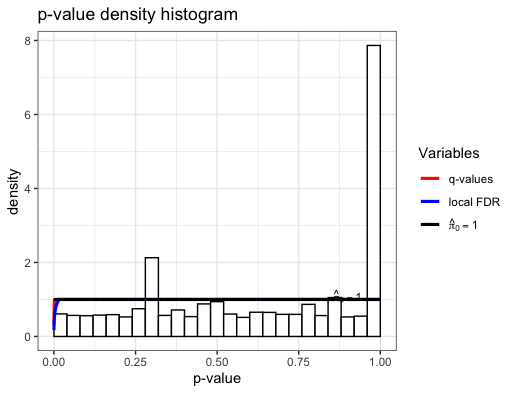 p-value density histogram
8
6
4
2
0
density
0.00 0.25 0.50 0.75 1.00
p-value
Variables
q-values
local FDR
π̂₀ = 1